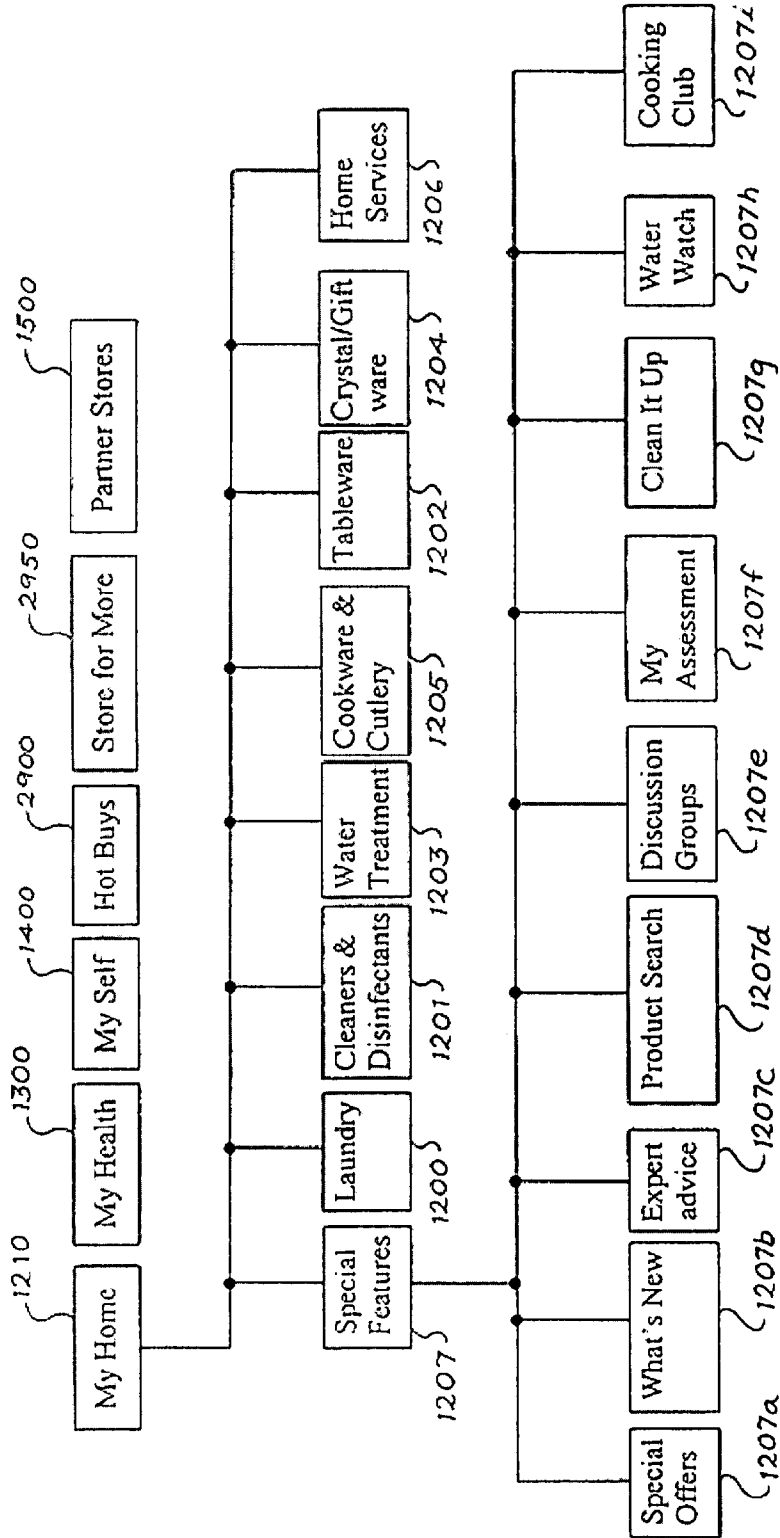 1210
My Home
1300
My Health
1400
My Self
2900
Hot Buys
2950
Store for More
1500
Partner Stores
Special
Features
1207
Laundry
1200
Cleaners &
Disinfectants
1201
Water
Treatment
1203
Cookware &
Cutlery
1205
Tableware
1202
Crystal/Gift
ware
1204
Home
Services
1206
Special
Offers
1207a
What's New
1207b
Expert
advice
1207c
Product Search
1207d
Discussion
Groups
1207e
My
Assessment
1207f
Clean It Up
1207g
Water
Watch
1207h
Cooking
Club
1207i